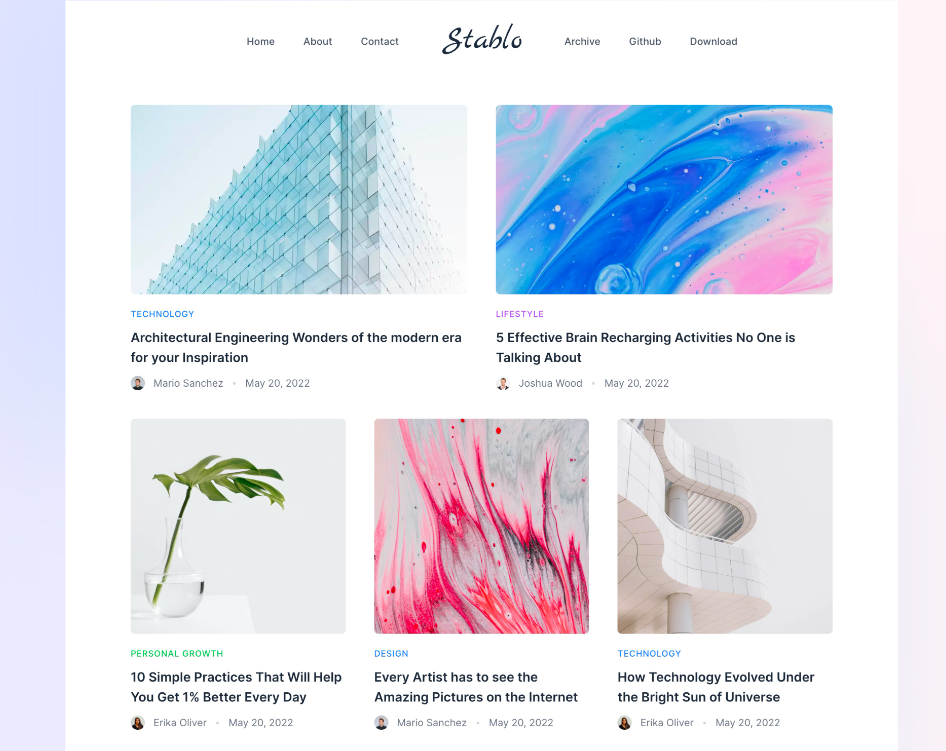 Home About Contact Stablo Archive Github Download
TECHNOLOGY
Architectural Engineering Wonders of the modern era
for your Inspiration
Mario Sanchez • May 20, 2022
LIFESTYLE
5 Effective Brain Recharging Activities No One is
Talking About
Joshua Wood • May 20, 2022
PERSONAL GROWTH
10 Simple Practices That Will Help
You Get 1% Better Every Day
Erika Oliver • May 20, 2022
DESIGN
Every Artist has to see the
Amazing Pictures on the Internet
Mario Sanchez • May 20, 2022
TECHNOLOGY
How Technology Evolved Under
the Bright Sun of Universe
Erika Oliver • May 20, 2022